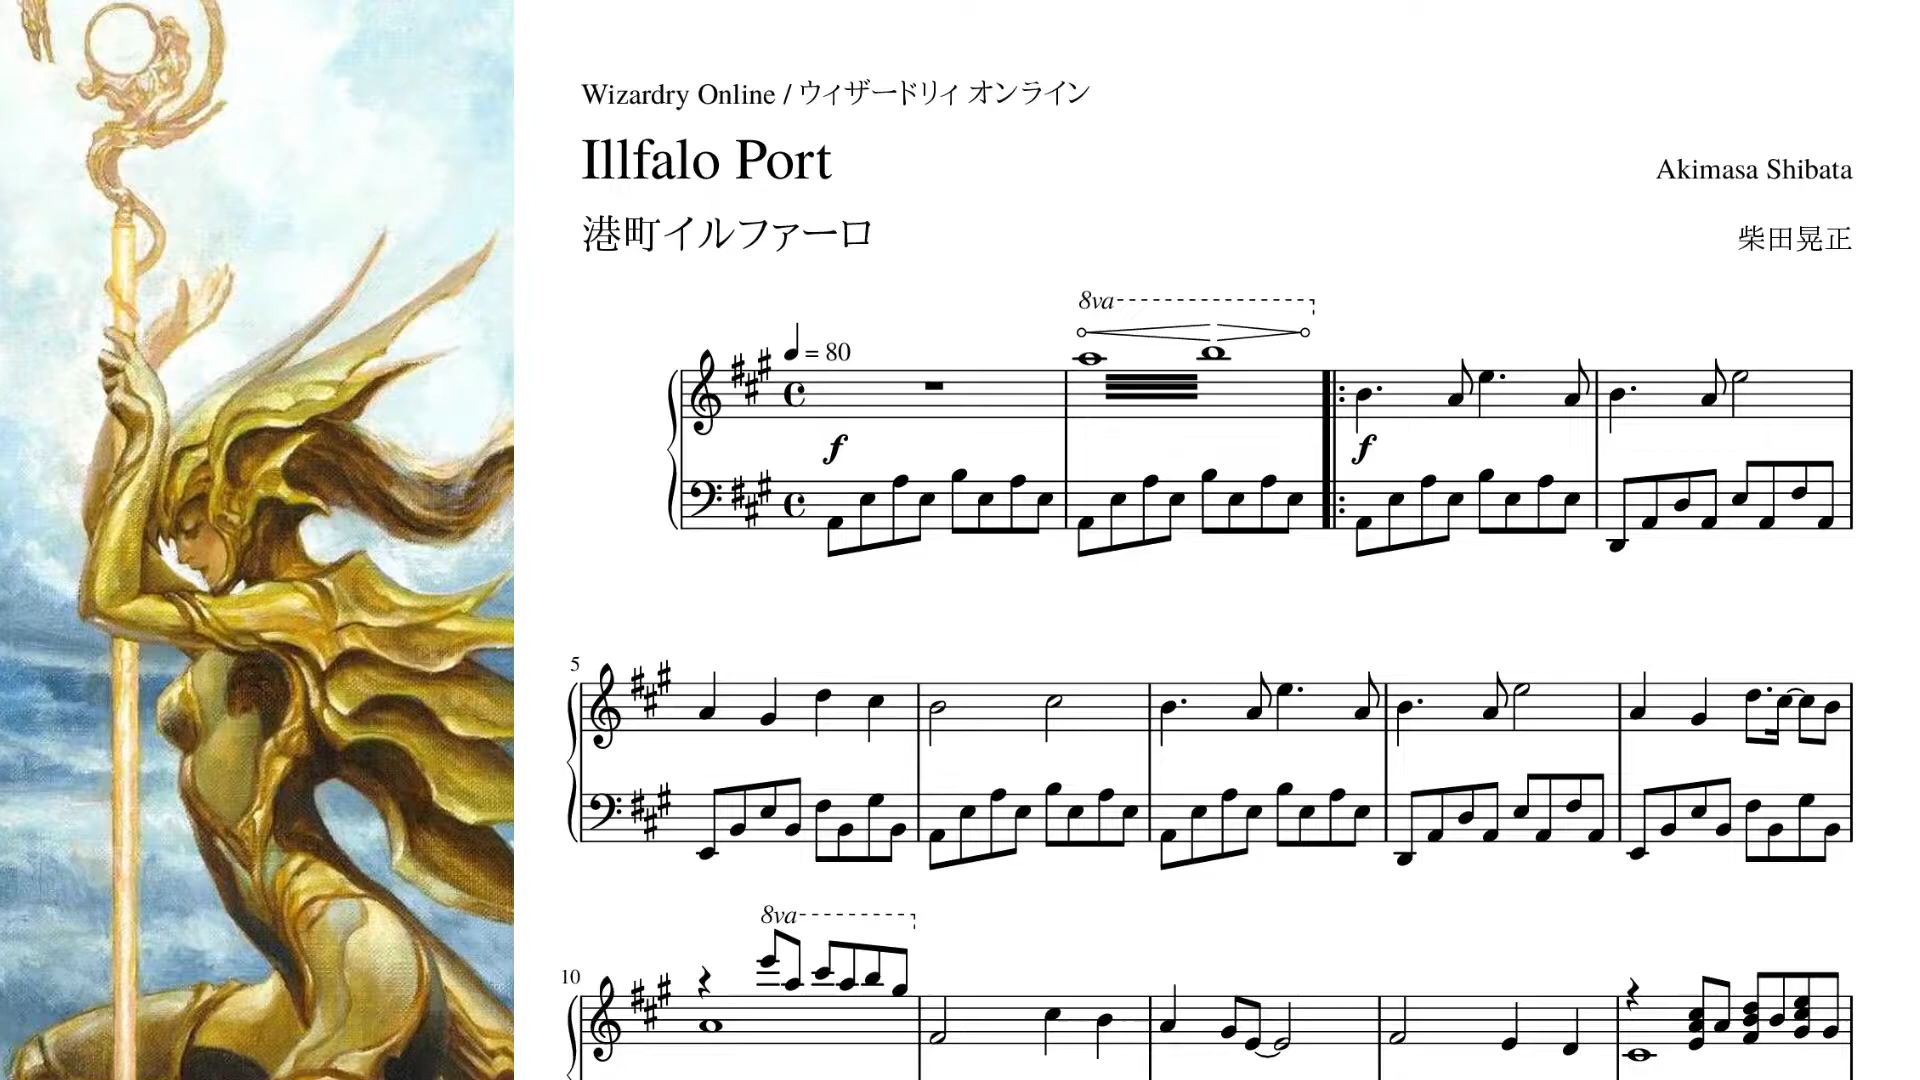 Wizardry Online / ウィザードリィ オンライン
Illfalo Port
Akimasa Shibata
港町イルファーロ
柴田晃正
8va
♩ = 80
f
f
5
8va
10